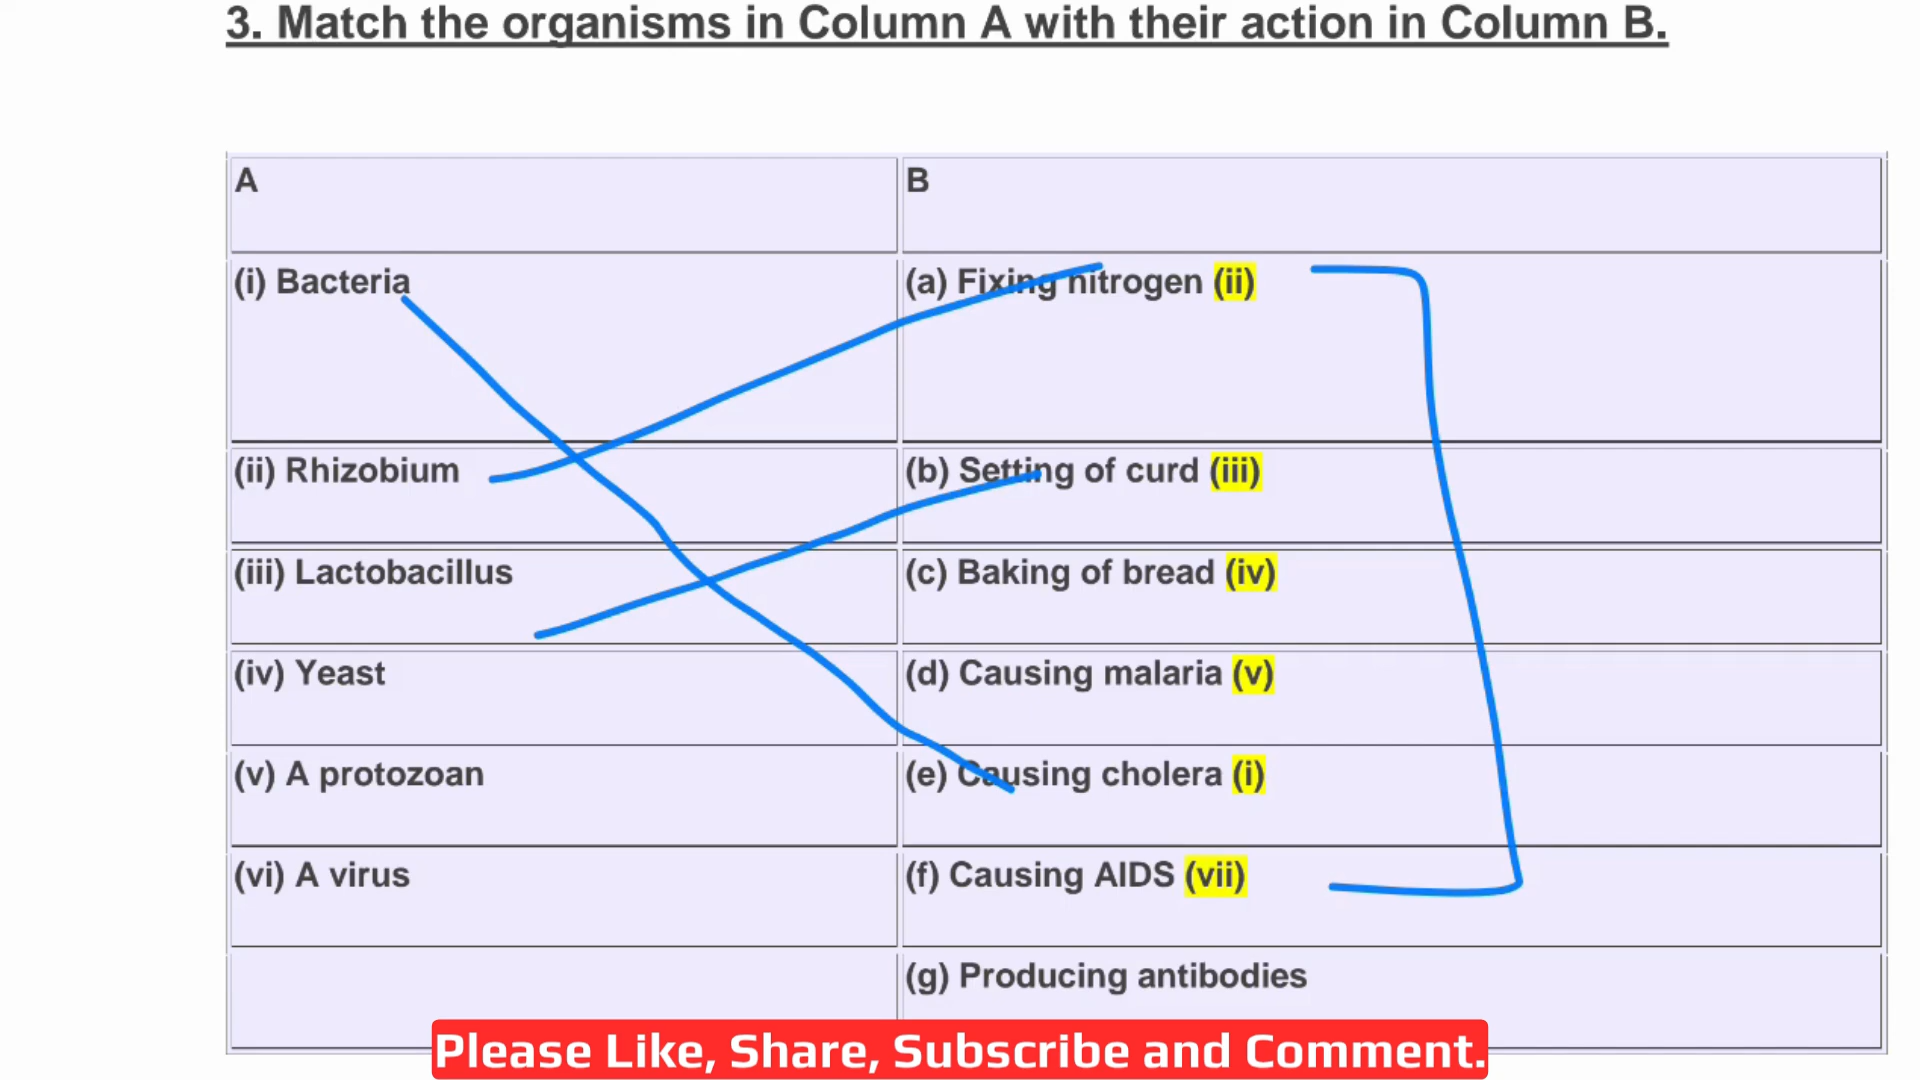 3. Match the organisms in Column A with their action in Column B.
A B
(i) Bacteria (a) Fixing nitrogen (ii)
(ii) Rhizobium (b) Setting of curd (iii)
(iii) Lactobacillus (c) Baking of bread (iv)
(iv) Yeast (d) Causing malaria (v)
(v) A protozoan (e) Causing cholera (i)
(vi) A virus (f) Causing AIDS (vii)
(g) Producing antibodies
Please Like, Share, Subscribe and Comment.